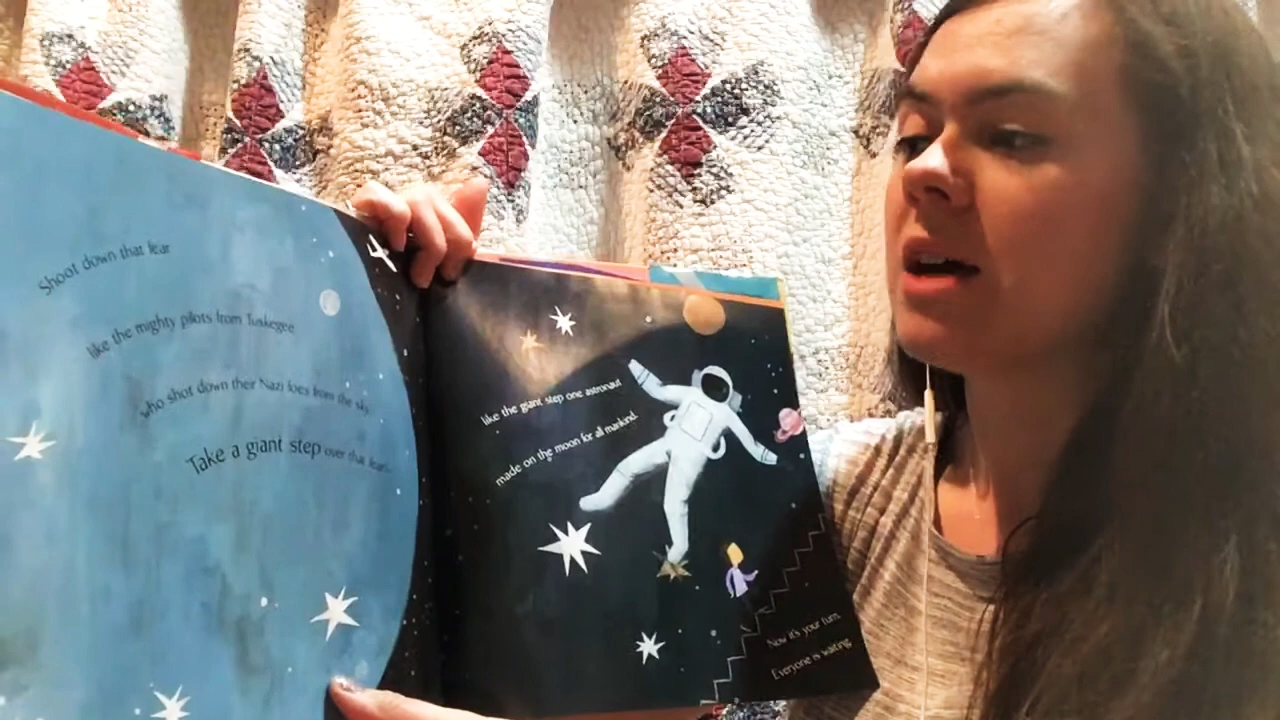 Shoot down that fear
like the mighty pilots from Tuskegee
who shot down their Nazi foes from the sky.
Take a giant step over that fear—
like the giant step one astronaut
made on the moon for all mankind.
Now it's your turn.
Everyone is waiting.